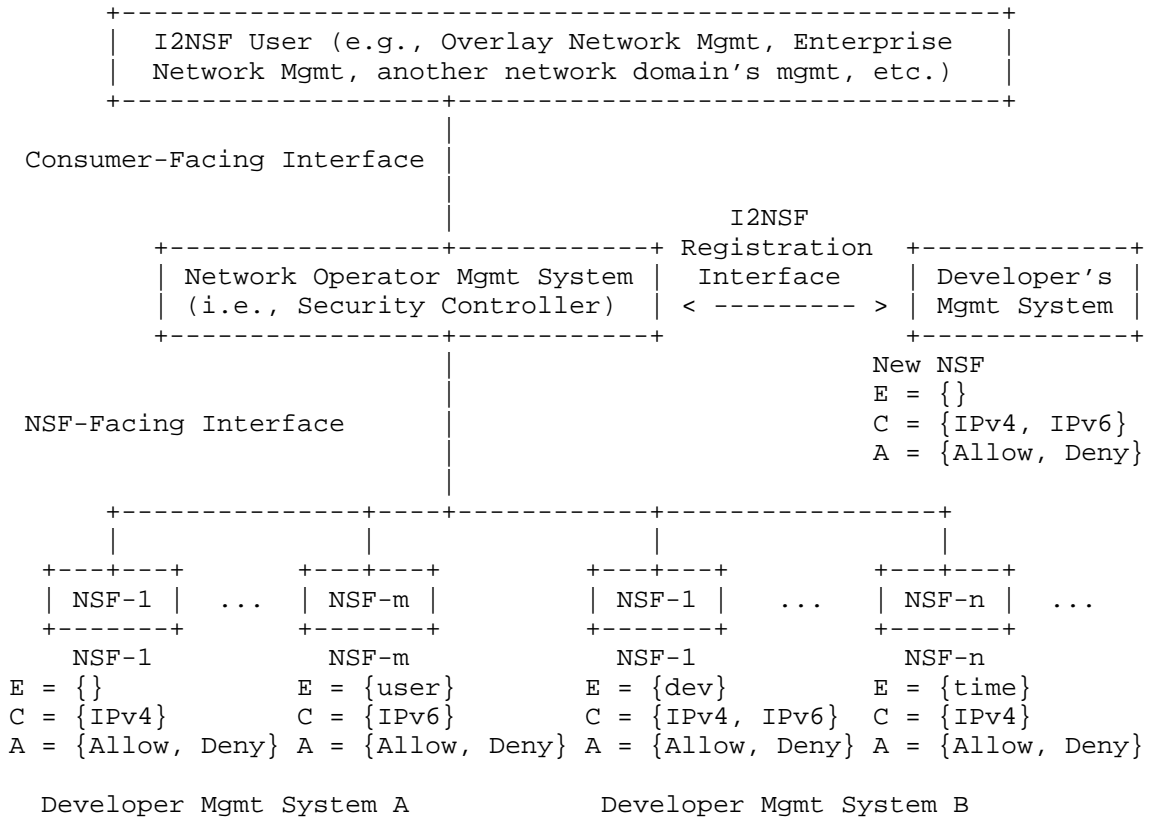 I2NSF User (e.g., Overlay Network Mgmt, Enterprise
Network Mgmt, another network domain's mgmt, etc.)
Consumer-Facing Interface
I2NSF
Registration
Interface
Network Operator Mgmt System
(i.e., Security Controller)
< --------- >
Developer's
Mgmt System
New NSF
E = {}
C = {IPv4, IPv6}
A = {Allow, Deny}
NSF-Facing Interface
NSF-1 ... NSF-m NSF-1 ... NSF-n ...
NSF-1 NSF-m NSF-1 NSF-n
E = {} E = {user} E = {dev} E = {time}
C = {IPv4} C = {IPv6} C = {IPv4, IPv6} C = {IPv4}
A = {Allow, Deny} A = {Allow, Deny} A = {Allow, Deny} A = {Allow, Deny}
Developer Mgmt System A Developer Mgmt System B